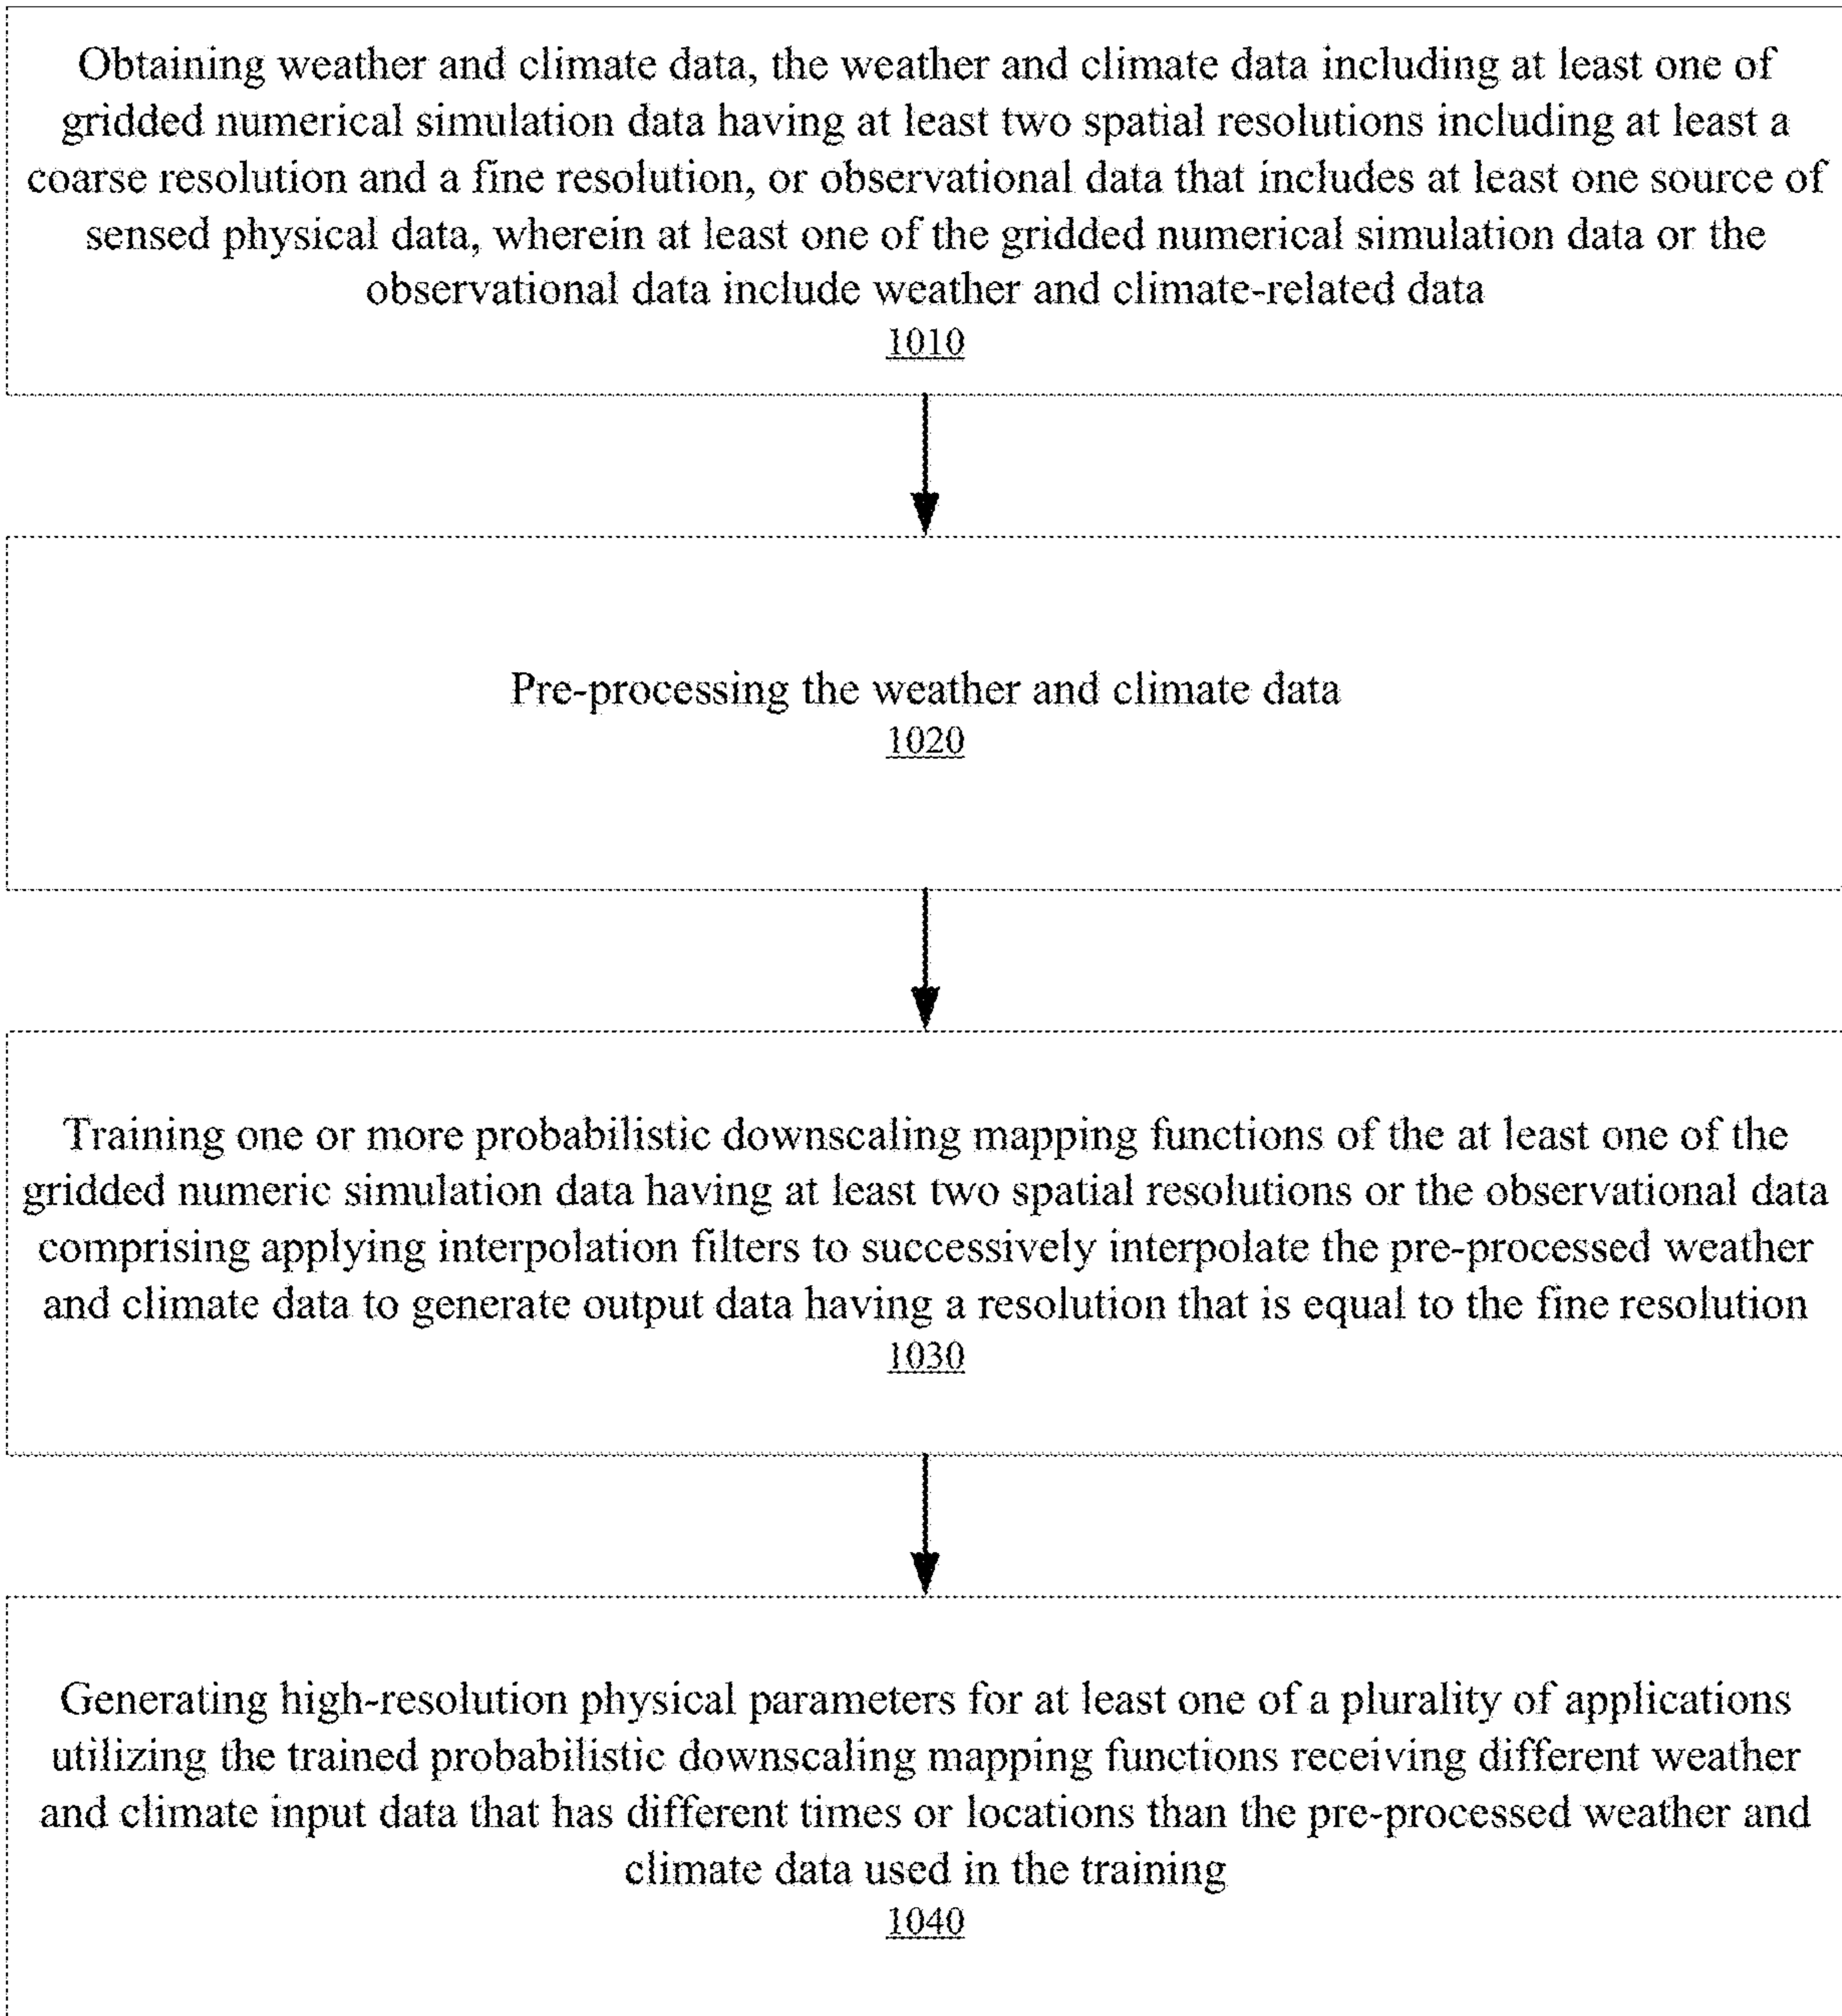 Obtaining weather and climate data, the weather and climate data including at least one of
gridded numerical simulation data having at least two spatial resolutions including at least a
coarse resolution and a fine resolution, or observational data that includes at least one source of
sensed physical data, wherein at least one of the gridded numerical simulation data or the
observational data include weather and climate-related data
1010
Pre-processing the weather and climate data
1020
Training one or more probabilistic downscaling mapping functions of the at least one of the
gridded numeric simulation data having at least two spatial resolutions or the observational data
comprising applying interpolation filters to successively interpolate the pre-processed weather
and climate data to generate output data having a resolution that is equal to the fine resolution
1030
Generating high-resolution physical parameters for at least one of a plurality of applications
utilizing the trained probabilistic downscaling mapping functions receiving different weather
and climate input data that has different times or locations than the pre-processed weather and
climate data used in the training
1040